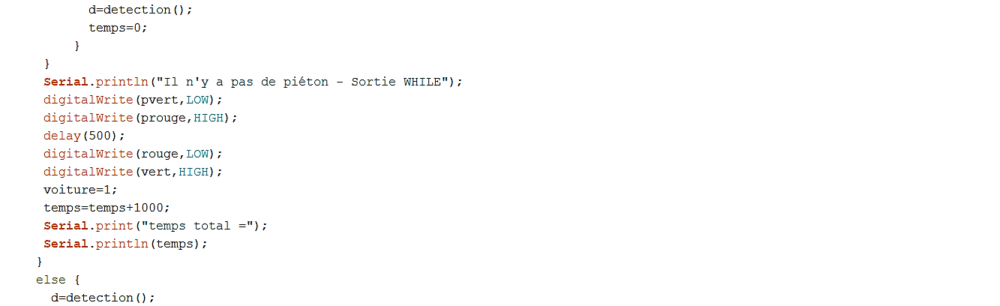 d=detection();
temps=0;
}
}
Serial.println("Il n'y a pas de piéton - Sortie WHILE");
digitalWrite(pvert,LOW);
digitalWrite(prouge,HIGH);
delay(500);
digitalWrite(rouge,LOW);
digitalWrite(vert,HIGH);
voiture=1;
temps=temps+1000;
Serial.print("temps total =");
Serial.println(temps);
}
else {
d=detection();